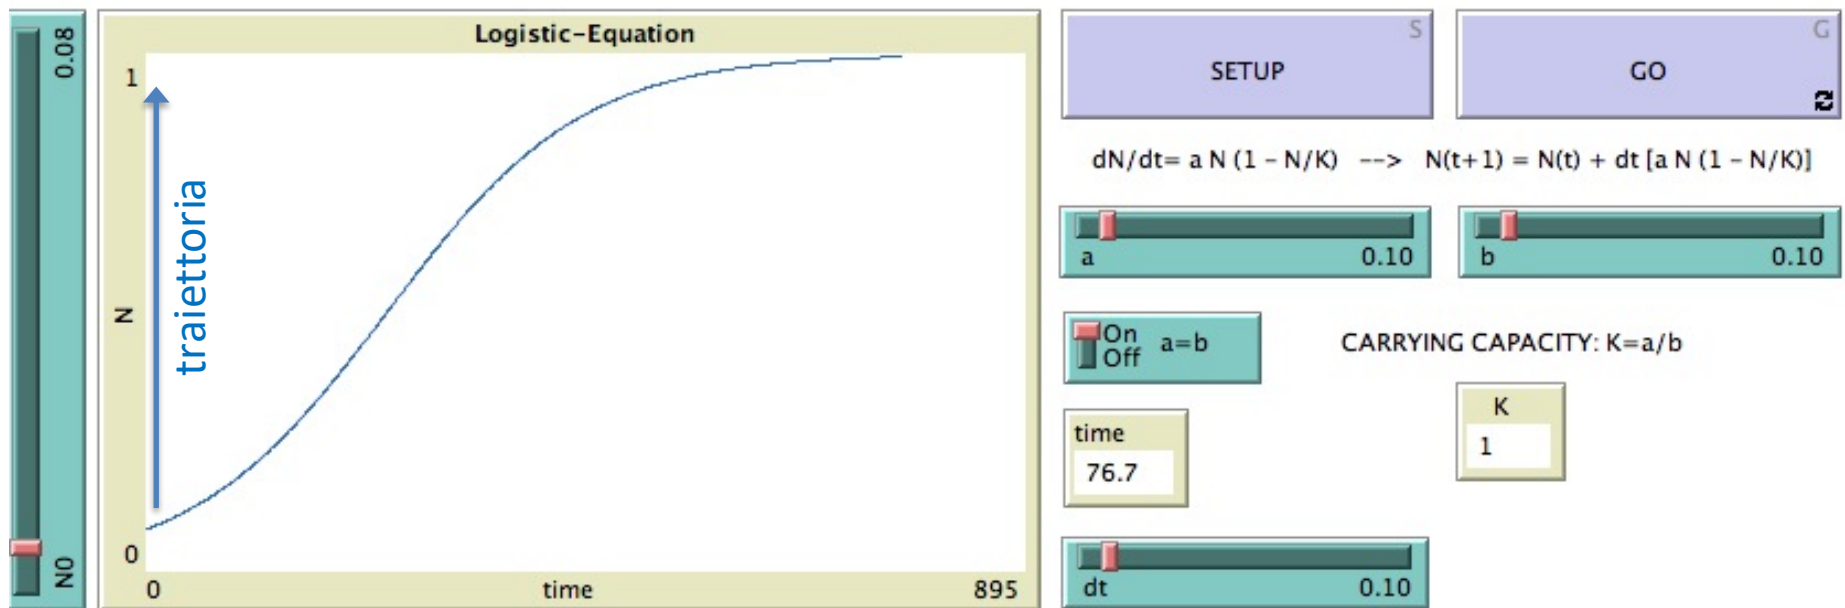 0.08
N0
Logistic-Equation
1
N
0
traiettoria
0
time
895
SETUP
S
GO
G
dN/dt= a N (1 - N/K) --> N(t+1) = N(t) + dt [a N (1 - N/K)]
a 0.10
b 0.10
On
Off
a=b
CARRYING CAPACITY: K=a/b
K
1
time
76.7
dt 0.10